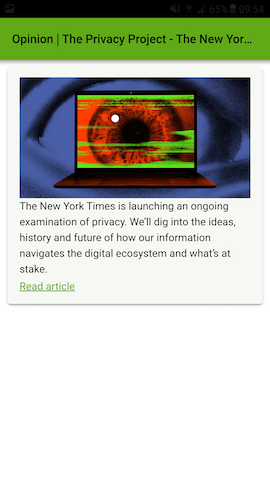 65% 09:54
Opinion | The Privacy Project - The New Yor...
The New York Times is launching an ongoing
examination of privacy. We'll dig into the ideas,
history and future of how our information
navigates the digital ecosystem and what's at
stake.
Read article